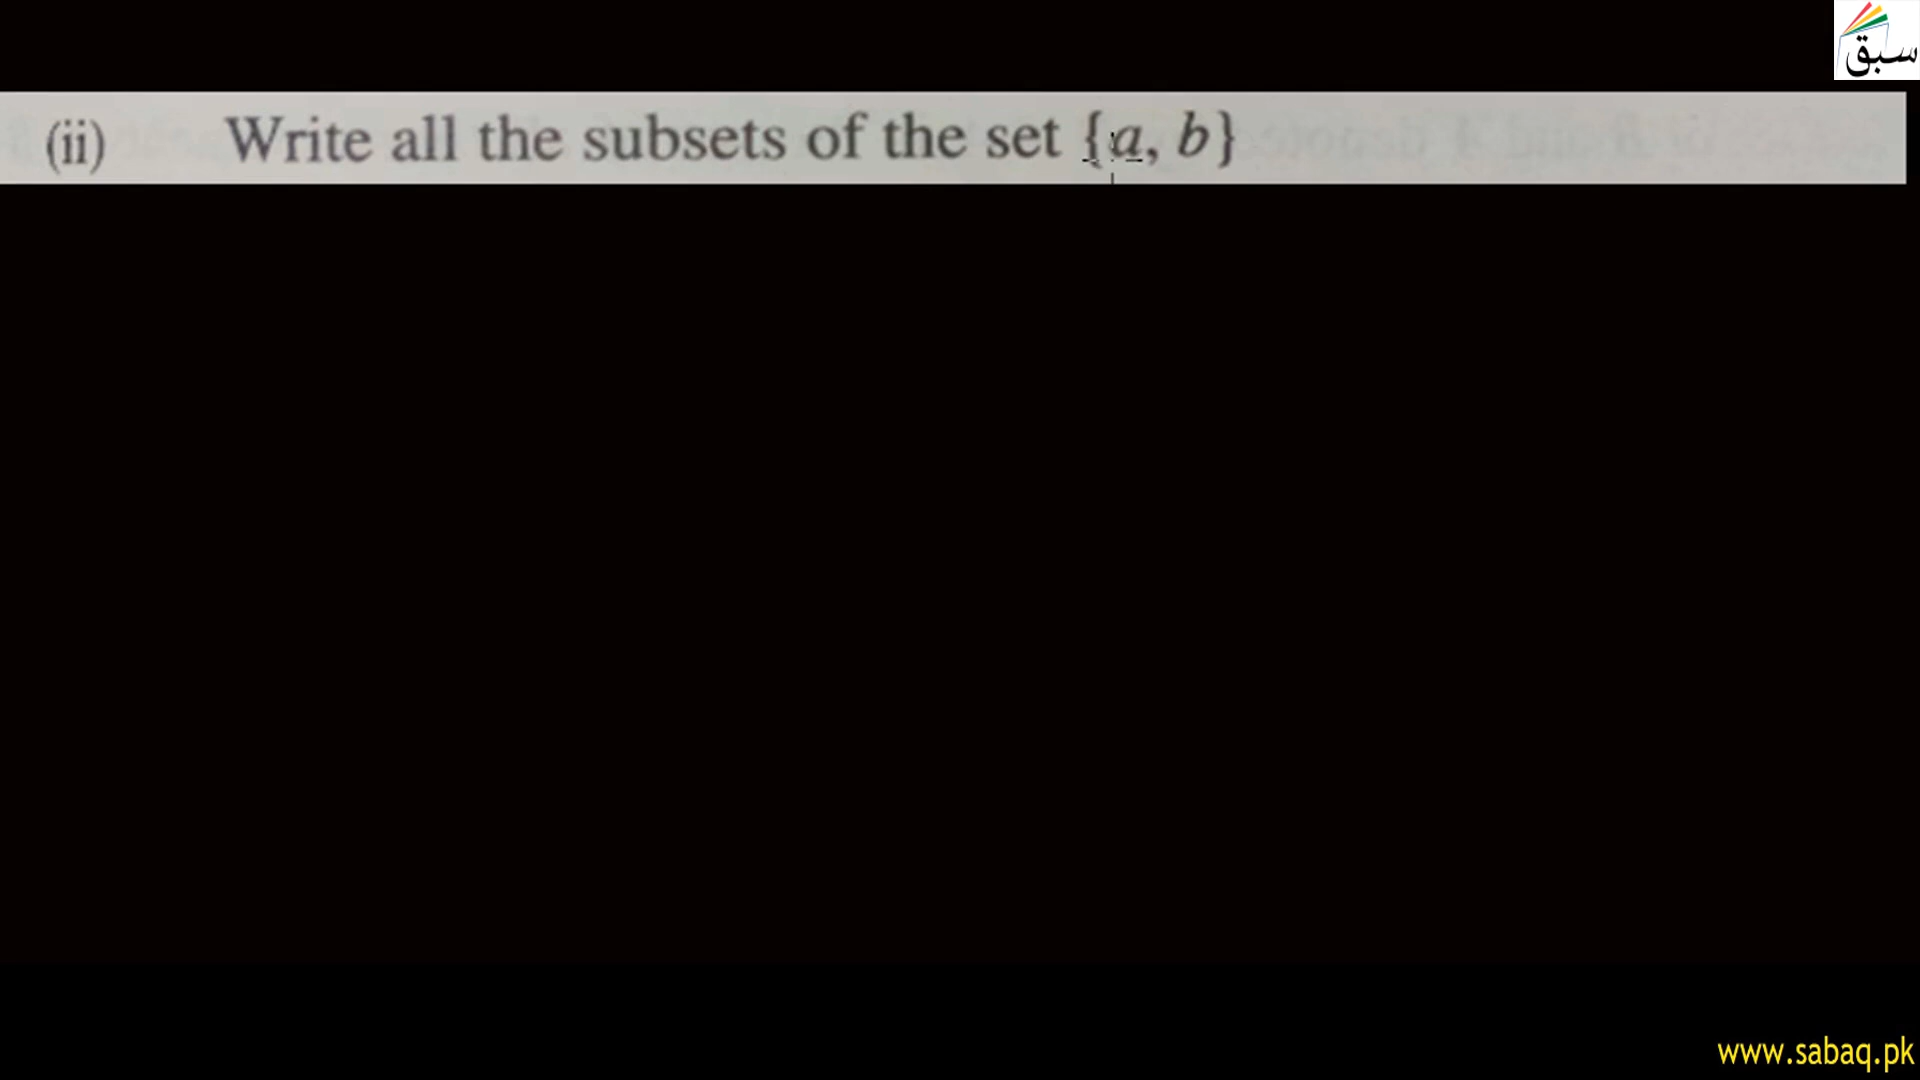 سبق
(ii) Write all the subsets of the set {a, b}
www.sabaq.pk